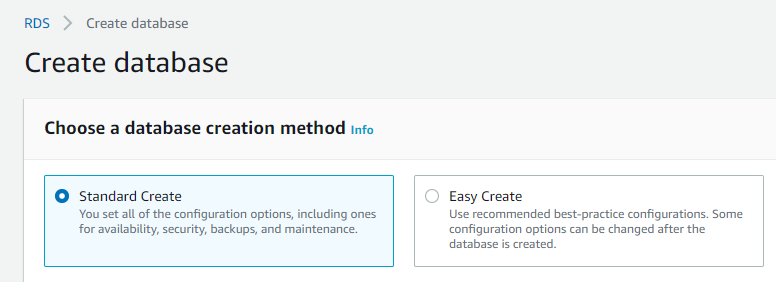 RDS > Create database
Create database
Choose a database creation method Info
Standard Create
You set all of the configuration options, including ones
for availability, security, backups, and maintenance.
Easy Create
Use recommended best-practice configurations. Some
configuration options can be changed after the
database is created.